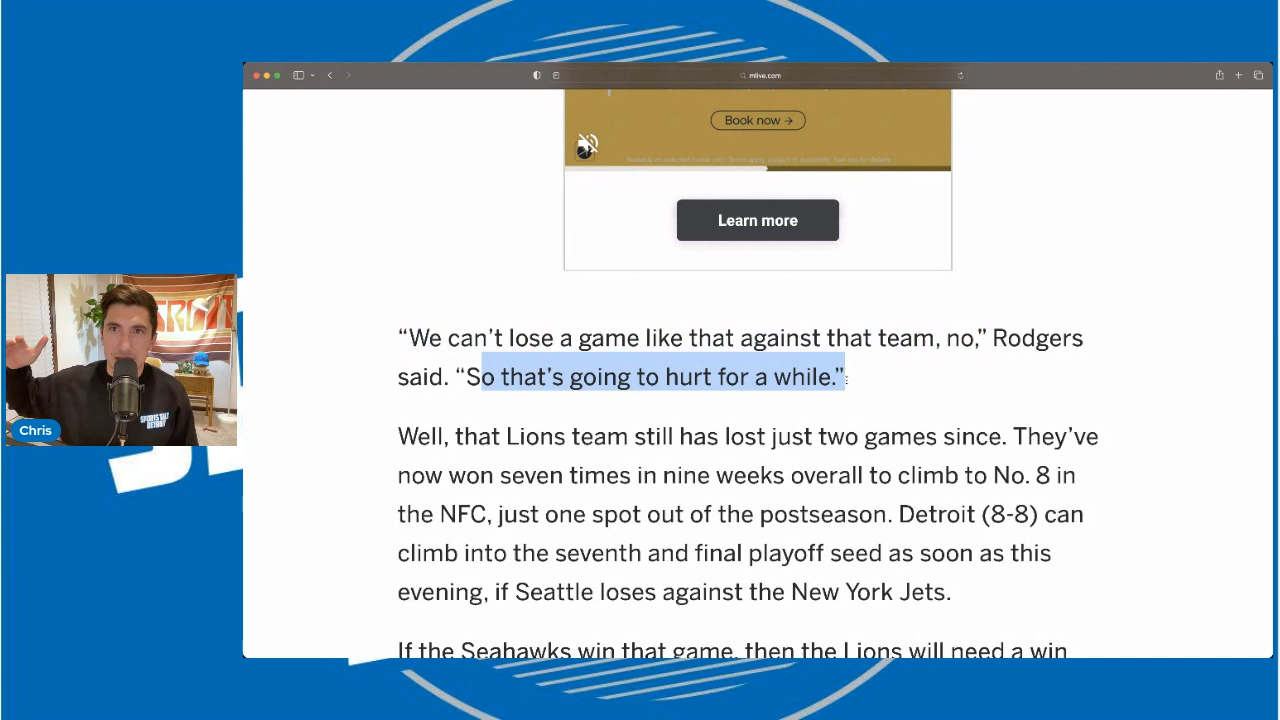 mlive.com
Book now →
Learn more
“We can’t lose a game like that against that team, no,” Rodgers
said. “So that’s going to hurt for a while.”
Well, that Lions team still has lost just two games since. They’ve
now won seven times in nine weeks overall to climb to No. 8 in
the NFC, just one spot out of the postseason. Detroit (8-8) can
climb into the seventh and final playoff seed as soon as this
evening, if Seattle loses against the New York Jets.
If the Seahawks win that game, then the Lions will need a win
Chris
SPORTS TALK
DETROIT